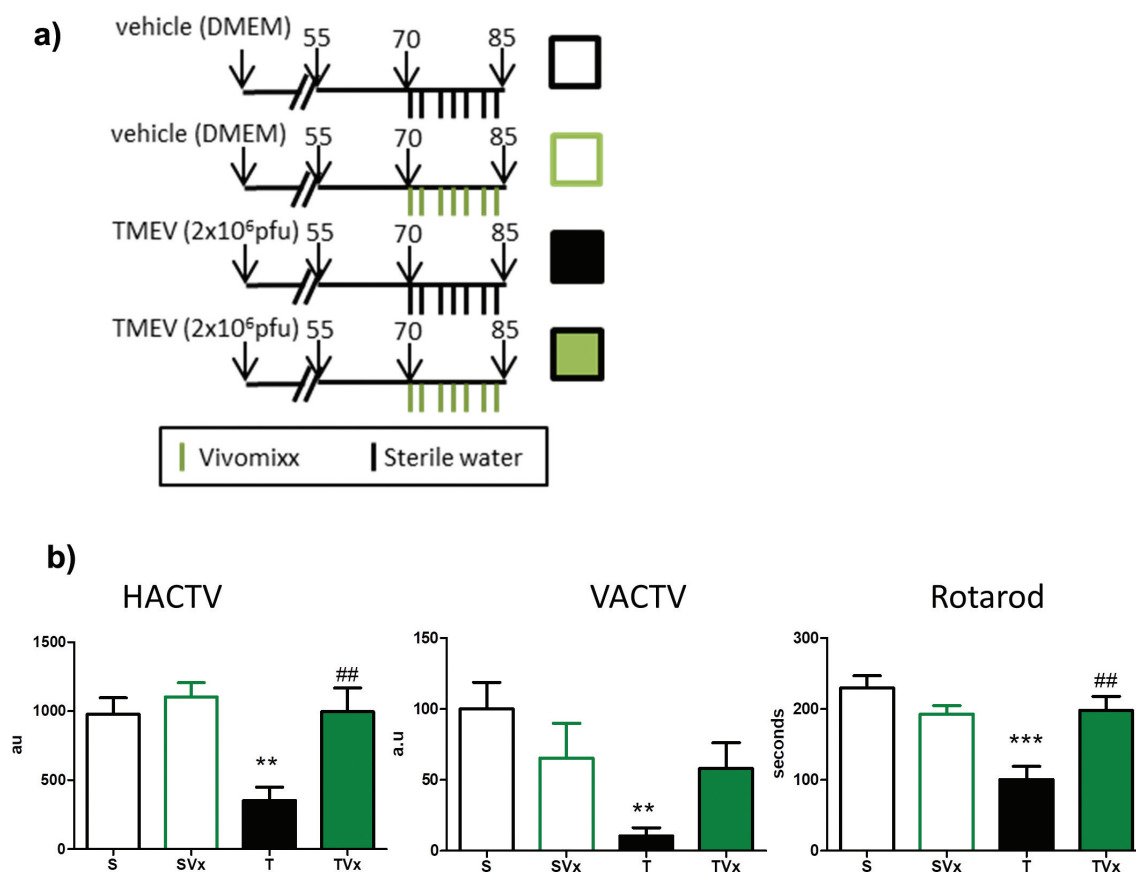 a)
vehicle (DMEM)
55 70 85
vehicle (DMEM)
55 70 85
TMEV (2x10⁶pfu) 55 70 85
TMEV (2x10⁶pfu) 55 70 85
Vivomixx Sterile water
b)
HACTV
1500
1000
500
0
au
**
##
S SVx T TVx
VACTV
150
100
50
0
a.u
**
S SVx T TVx
Rotarod
300
200
100
0
seconds
***
##
S SVx T TVx